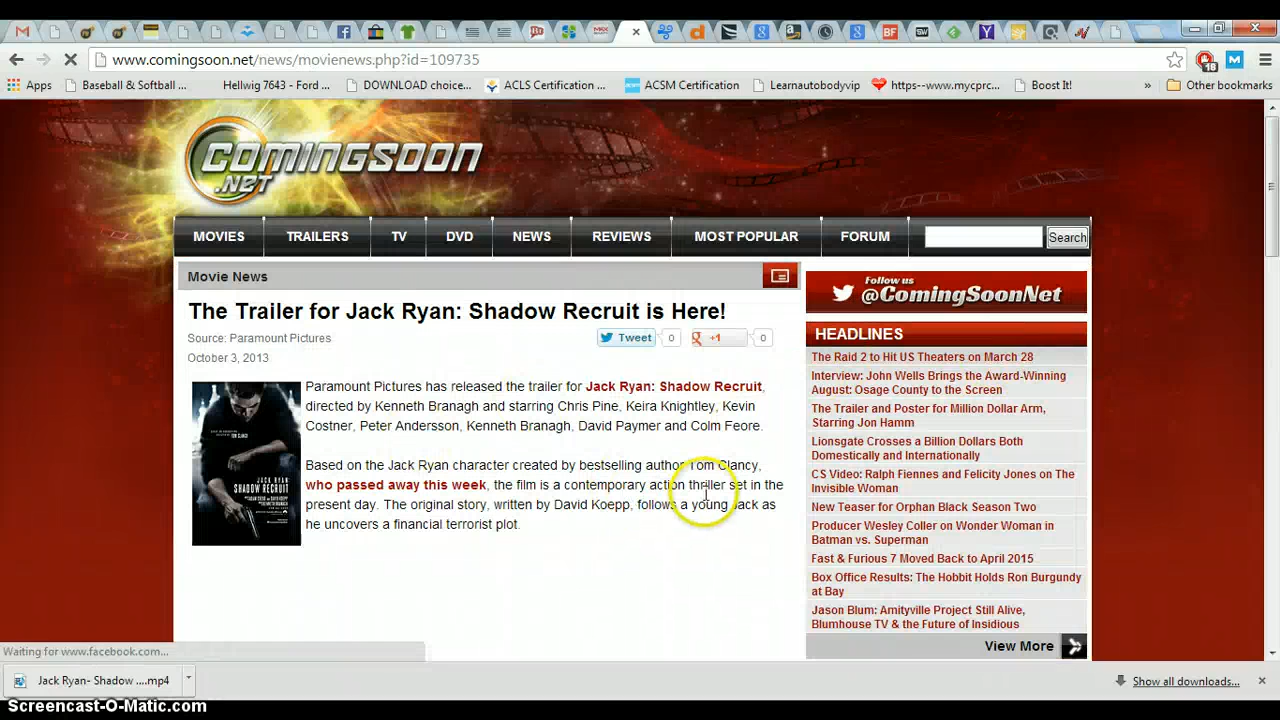 www.comingsoon.net/news/movienews.php?id=109735
18
Apps
Baseball & Softball ...
Hellwig 7643 - Ford ...
DOWNLOAD choice...
ACLS Certification ...
ACSM Certification
Learnautobodyvip
https--www.mycprc...
Boost It!
»
Other bookmarks
COMINGSOON
.NET
MOVIES
TRAILERS
TV
DVD
NEWS
REVIEWS
MOST POPULAR
FORUM
Search
Movie News
The Trailer for Jack Ryan: Shadow Recruit is Here!
Source: Paramount Pictures
October 3, 2013
Tweet
0
+1
0
JACK RYAN
SHADOW RECRUIT
Paramount Pictures has released the trailer for Jack Ryan: Shadow Recruit,
directed by Kenneth Branagh and starring Chris Pine, Keira Knightley, Kevin
Costner, Peter Andersson, Kenneth Branagh, David Paymer and Colm Feore.
Based on the Jack Ryan character created by bestselling author Tom Clancy,
who passed away this week, the film is a contemporary action thriller set in the
present day. The original story, written by David Koepp, follows a young Jack as
he uncovers a financial terrorist plot.
Follow us
@ComingSoonNet
HEADLINES
The Raid 2 to Hit US Theaters on March 28
Interview: John Wells Brings the Award-Winning
August: Osage County to the Screen
The Trailer and Poster for Million Dollar Arm,
Starring Jon Hamm
Lionsgate Crosses a Billion Dollars Both
Domestically and Internationally
CS Video: Ralph Fiennes and Felicity Jones on The
Invisible Woman
New Teaser for Orphan Black Season Two
Producer Wesley Coller on Wonder Woman in
Batman vs. Superman
Fast & Furious 7 Moved Back to April 2015
Box Office Results: The Hobbit Holds Ron Burgundy
at Bay
Jason Blum: Amityville Project Still Alive,
Blumhouse TV & the Future of Insidious
View More
Waiting for www.facebook.com...
Jack Ryan- Shadow ....mp4
Show all downloads...
Screencast-O-Matic.com